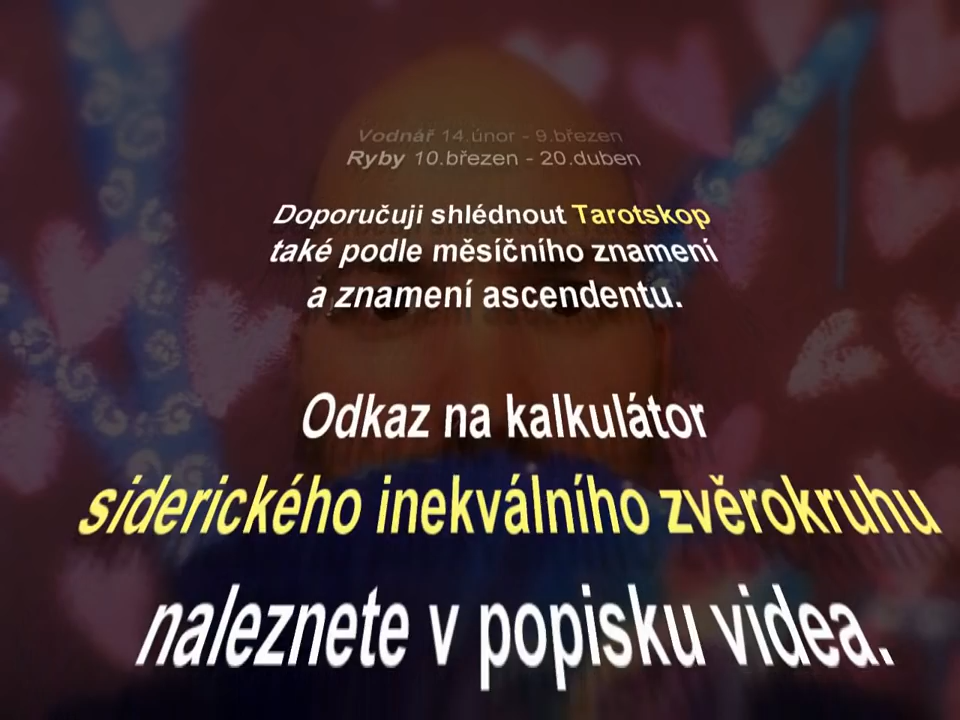 Vodnář 14.únor - 9.březen
Ryby 10.březen - 20.duben
Doporučuji shlédnout Tarotskop
také podle měsíčního znamení
a znamení ascendentu.
Odkaz na kalkulátor
siderického inekválního zvěrokruhu
naleznete v popisku videa.